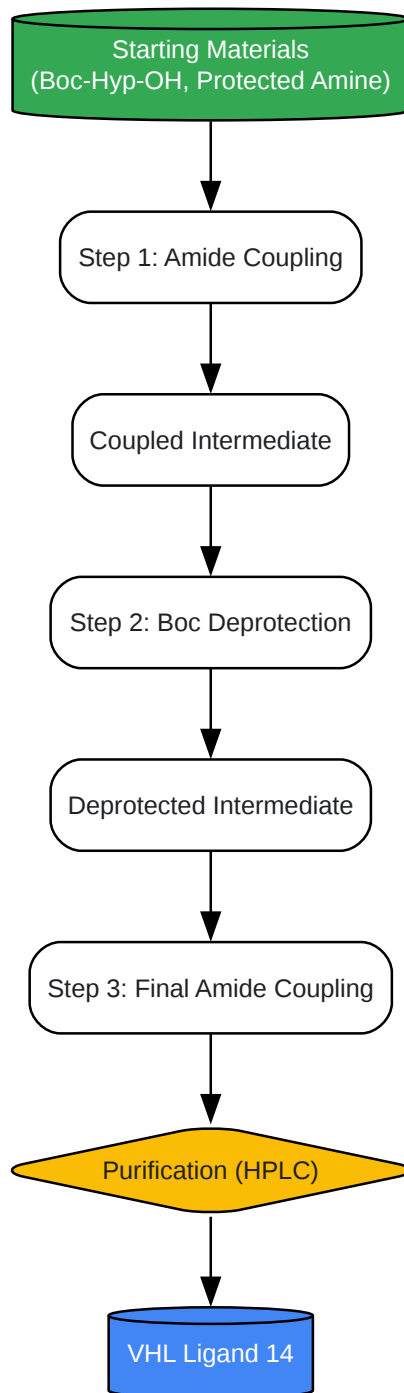 Starting Materials
(Boc-Hyp-OH, Protected Amine)
Step 1: Amide Coupling
Coupled Intermediate
Step 2: Boc Deprotection
Deprotected Intermediate
Step 3: Final Amide Coupling
Purification (HPLC)
VHL Ligand 14